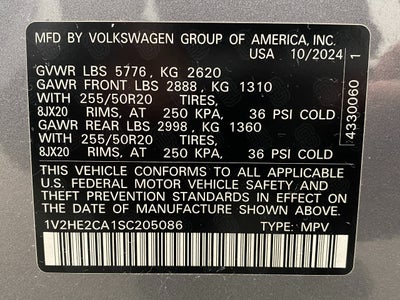 MFD BY VOLKSWAGEN GROUP OF AMERICA, INC.
USA 10/2024
GVWR LBS 5776, KG 2620
GAWR FRONT LBS 2888, KG 1310
WITH 255/50R20 TIRES,
8JX20 RIMS, AT 250 KPA, 36 PSI COLD
GAWR REAR LBS 2998, KG 1360
WITH 255/50R20 TIRES,
8JX20 RIMS, AT 250 KPA, 36 PSI COLD
THIS VEHICLE CONFORMS TO ALL APPLICABLE
U.S. FEDERAL MOTOR VEHICLE SAFETY AND
THEFT PREVENTION STANDARDS IN EFFECT ON
THE DATE OF MANUFACTURE SHOWN ABOVE
1V2HE2CA1SC205086 TYPE: MPV
4330060 1